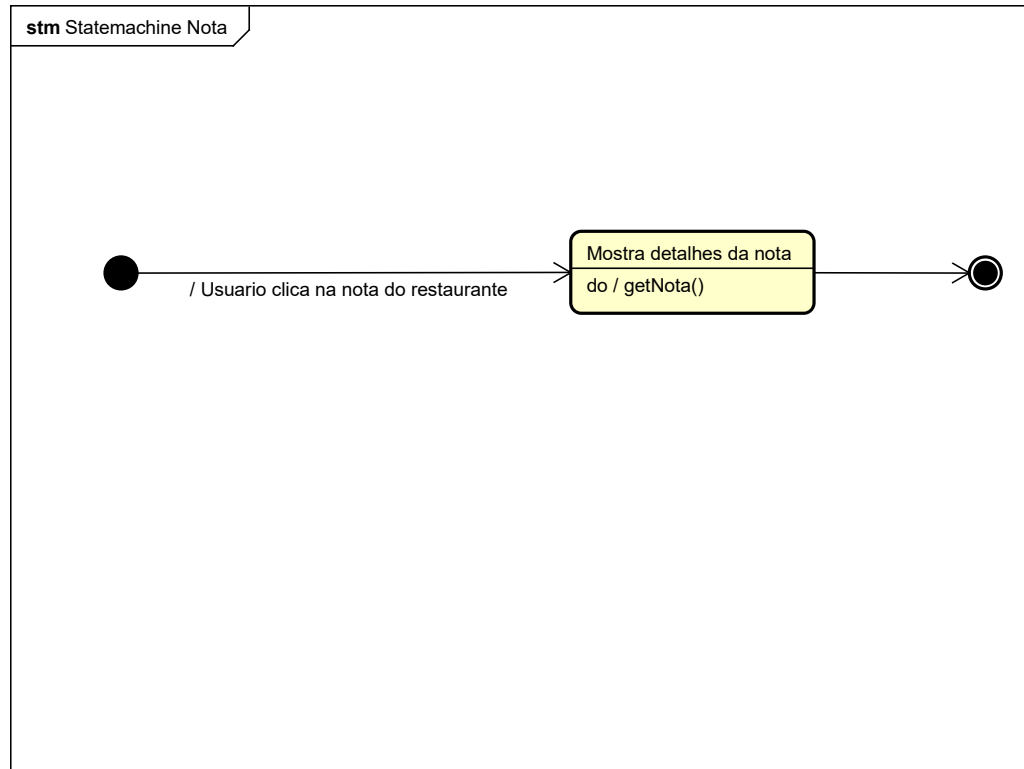 stm Statemachine Nota
Mostra detalhes da nota
do / getNota()
/ Usuario clica na nota do restaurante